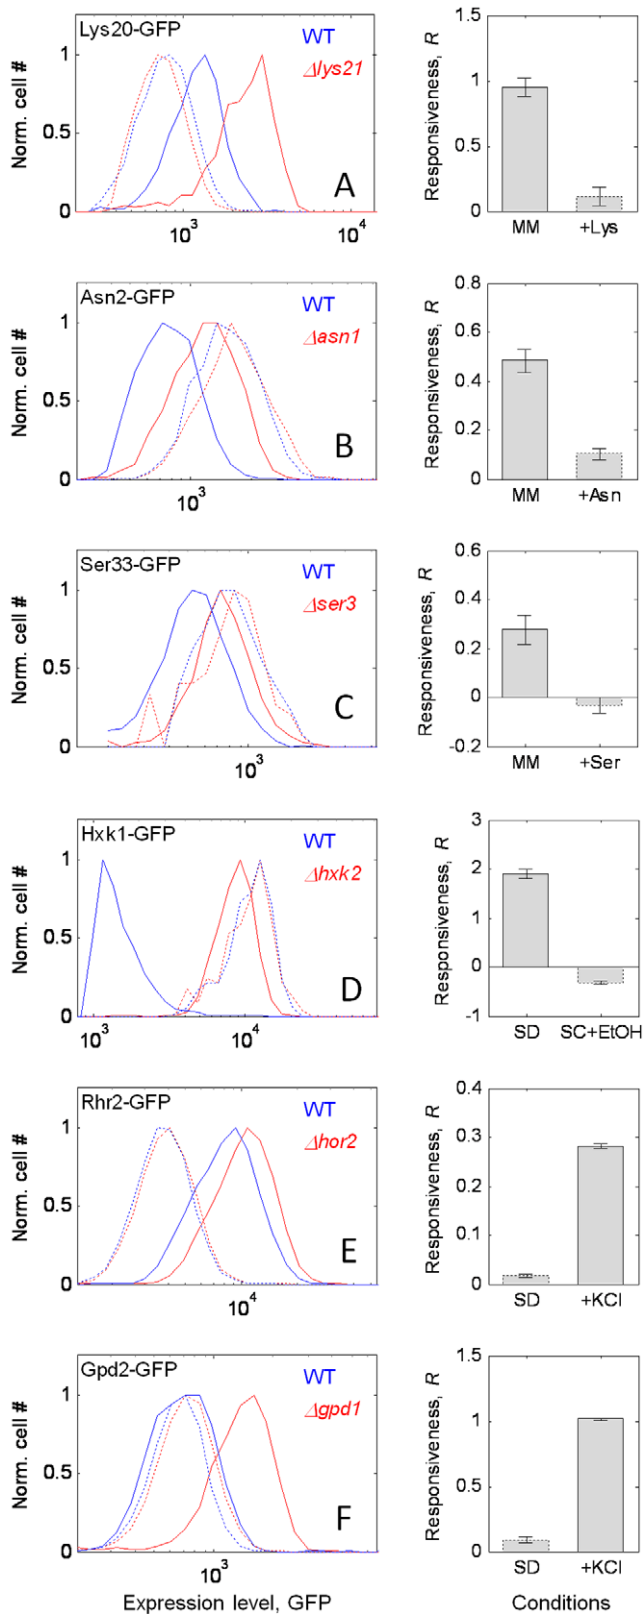 Lys20-GFP
WT
Δlys21
Norm. cell #
1
0.5
0
10³
10⁴
A
Responsiveness, R
1.5
1
0.5
0
MM
+Lys
Asn2-GFP
WT
Δasn1
Norm. cell #
1
0.5
0
10³
B
Responsiveness, R
0.8
0.6
0.4
0.2
0
MM
+Asn
Ser33-GFP
WT
Δser3
Norm. cell #
1
0.5
0
10³
C
Responsiveness, R
0.6
0.4
0.2
0
-0.2
MM
+Ser
Hxk1-GFP
WT
Δhxk2
Norm. cell #
1
0.5
0
10³
10⁴
D
Responsiveness, R
3
2
1
0
-1
SD
SC+EtOH
Rhr2-GFP
WT
Δhor2
Norm. cell #
1
0.5
0
10⁴
E
Responsiveness, R
0.4
0.3
0.2
0.1
0
SD
+KCl
Gpd2-GFP
WT
Δgpd1
Norm. cell #
1
0.5
0
10³
F
Expression level, GFP
Responsiveness, R
1.5
1
0.5
0
SD
+KCl
Conditions